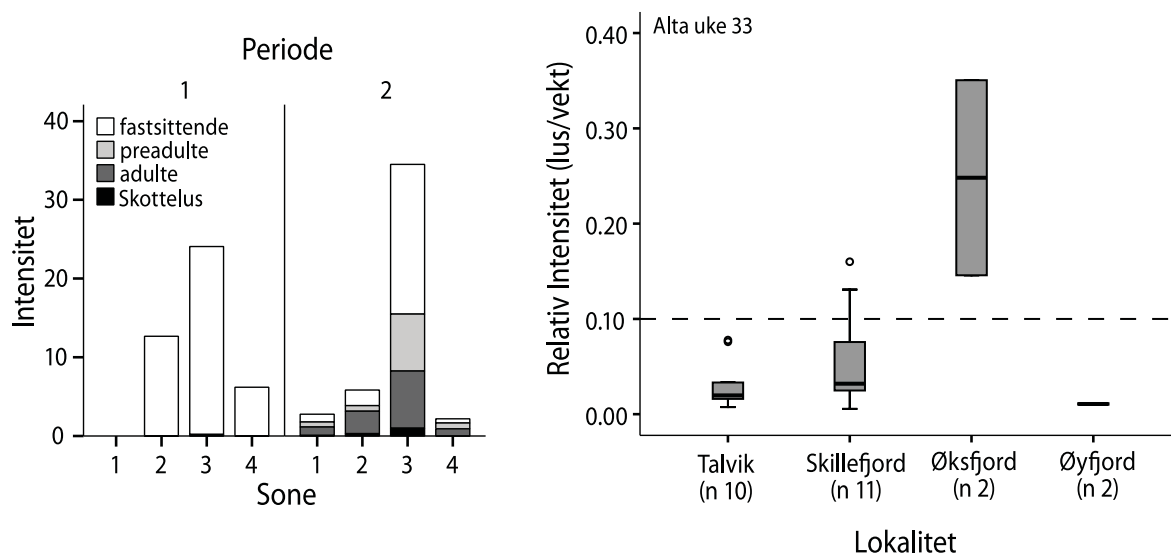 Periode
1 2
40
30
20
10
0
Intensitet
fastsittende
preadulte
adulte
Skottelus
1 2 3 4 1 2 3 4
Sone
Alta uke 33
0.40
0.30
0.20
0.10
0.00
Relativ Intensitet (lus/vekt)
Talvik Skillefjord Øksfjord Øyfjord
(n 10) (n 11) (n 2) (n 2)
Lokalitet